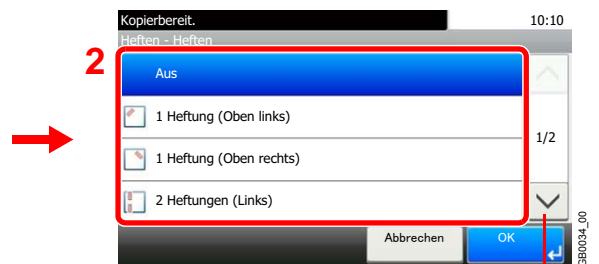 Kopierbereit. 10:10
Heften - Heften
2
Aus
1 Heftung (Oben links)
1 Heftung (Oben rechts)
1/2
2 Heftungen (Links)
Abbrechen OK
GB0034_00